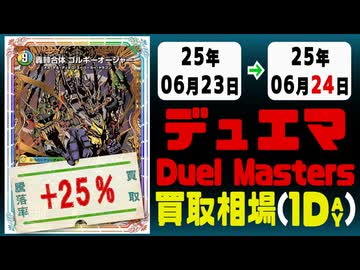 9
轟轟合体 ゴルギーオージャー
買取
騰落率
+25%
25年
06月23日
25年
06月24日
デュエマ
Duel Masters
買取相場(1D)